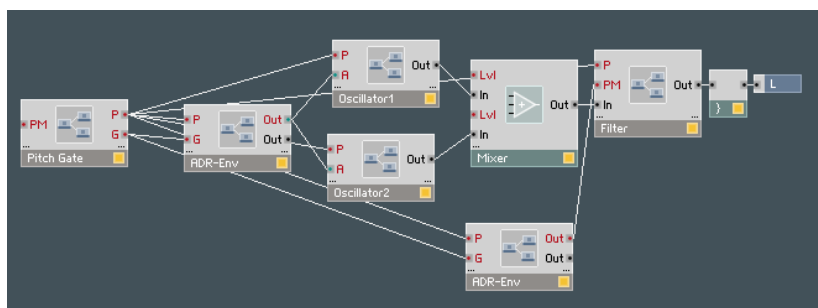 PM
P
G
...
Pitch Gate
P
G
Out
Out
...
ADR-Env
P
A
Out
...
Oscillator1
P
A
Out
...
Oscillator2
Lvl
In
Lvl
In
Out
...
Mixer
P
G
Out
Out
...
...
ADR-Env
P
PM
In
Out
...
Filter
}
L